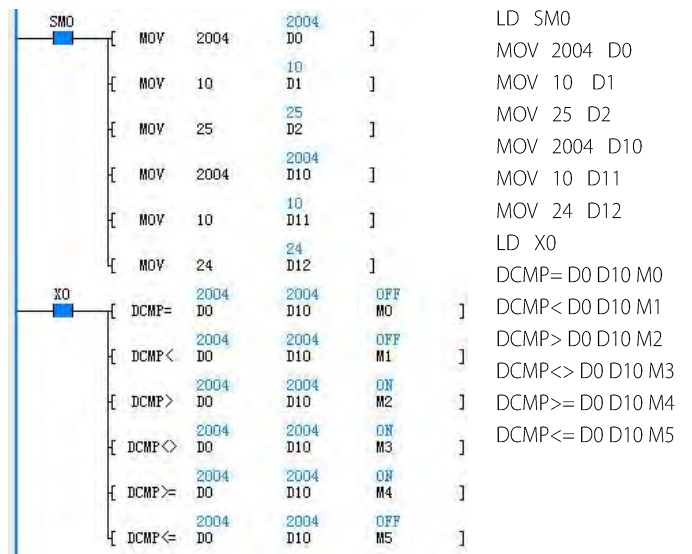 SM0
2004
[ MOV 2004 D0 ]
10
[ MOV 10 D1 ]
25
[ MOV 25 D2 ]
2004
[ MOV 2004 D10 ]
10
[ MOV 10 D11 ]
24
[ MOV 24 D12 ]
X0
2004 2004 OFF
[ DCMP= D0 D10 M0 ]
2004 2004 OFF
[ DCMP< D0 D10 M1 ]
2004 2004 ON
[ DCMP> D0 D10 M2 ]
2004 2004 ON
[ DCMP<> D0 D10 M3 ]
2004 2004 ON
[ DCMP>= D0 D10 M4 ]
2004 2004 OFF
[ DCMP<= D0 D10 M5 ]
LD SM0
MOV 2004 D0
MOV 10 D1
MOV 25 D2
MOV 2004 D10
MOV 10 D11
MOV 24 D12
LD X0
DCMP= D0 D10 M0
DCMP< D0 D10 M1
DCMP> D0 D10 M2
DCMP<> D0 D10 M3
DCMP>= D0 D10 M4
DCMP<= D0 D10 M5